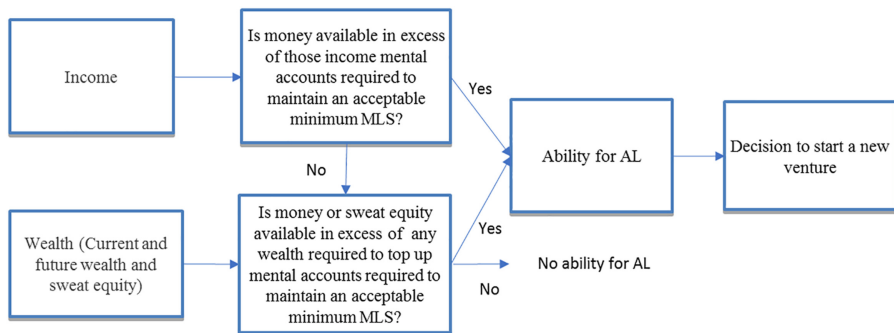 Income
Is money available in excess
of those income mental
accounts required to
maintain an acceptable
minimum MLS?
Yes
No
Ability for AL
Decision to start a new
venture
Wealth (Current and
future wealth and
sweat equity)
Is money or sweat equity
available in excess of any
wealth required to top up
mental accounts required to
maintain an acceptable
minimum MLS?
Yes
No
No ability for AL